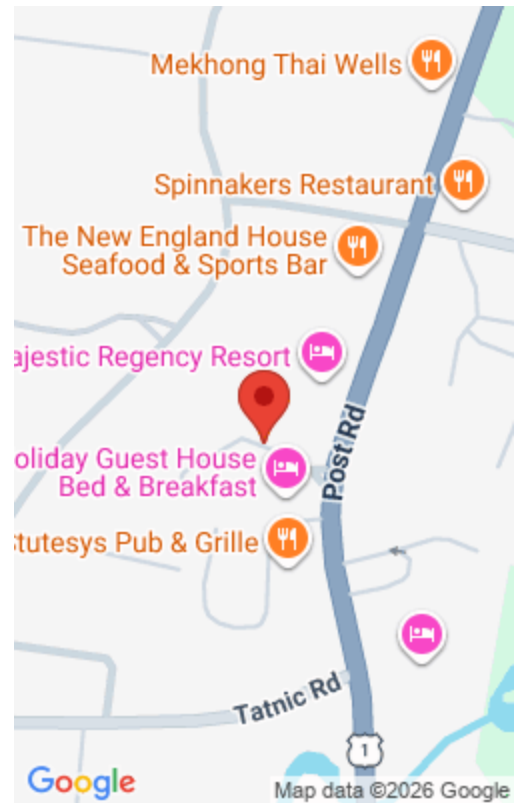 Mekhong Thai Wells
Spinnakers Restaurant
The New England House
Seafood & Sports Bar
ajestic Regency Resort
Post Rd
oliday Guest House
Bed & Breakfast
Stutesys Pub & Grille
Tatnic Rd
1
Google
Map data ©2026 Google